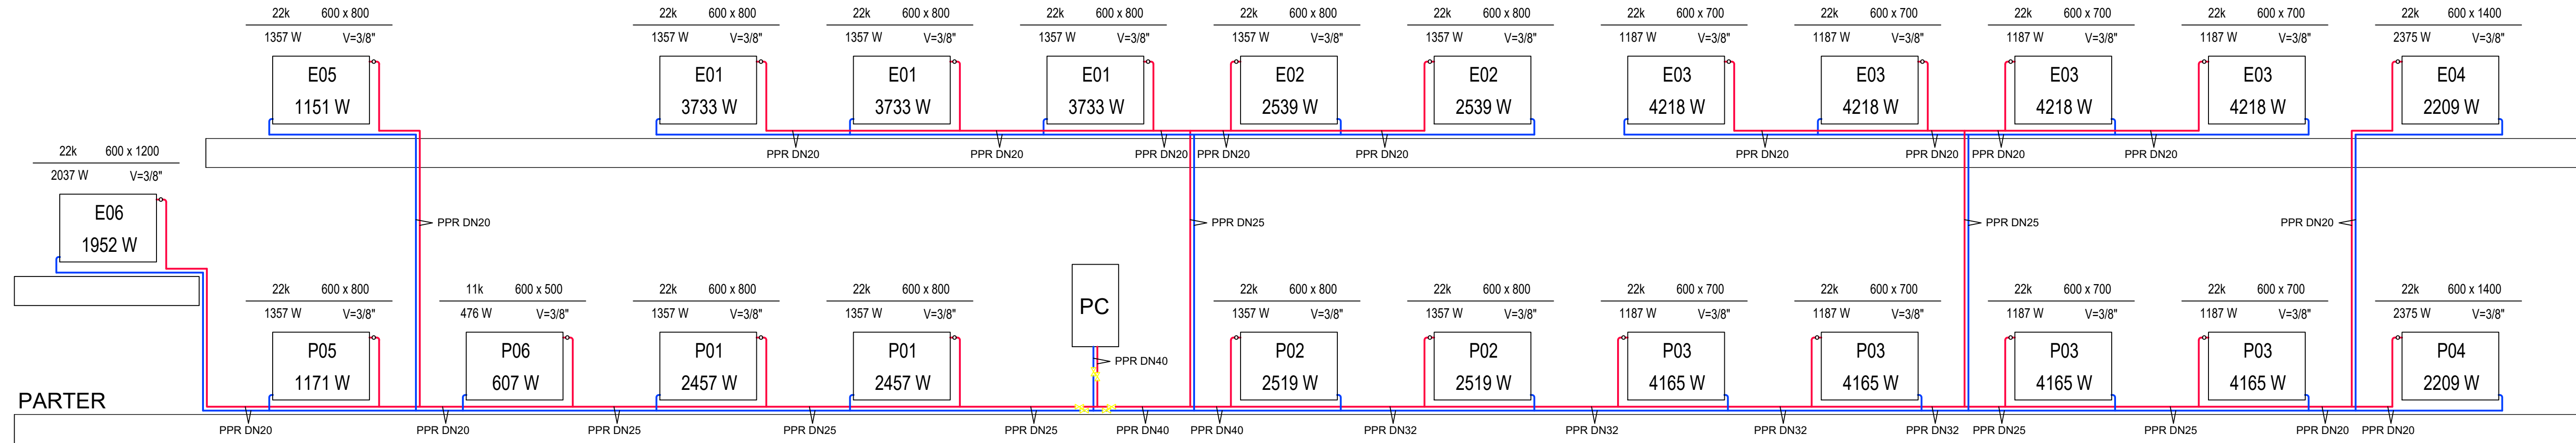 22k 600 x 800
1357 W V=3/8"
E05
1151 W
22k 600 x 800
1357 W V=3/8"
E01
3733 W
22k 600 x 800
1357 W V=3/8"
E01
3733 W
22k 600 x 800
1357 W V=3/8"
E01
3733 W
22k 600 x 800
1357 W V=3/8"
E02
2539 W
22k 600 x 800
1357 W V=3/8"
E02
2539 W
22k 600 x 700
1187 W V=3/8"
E03
4218 W
22k 600 x 700
1187 W V=3/8"
E03
4218 W
22k 600 x 700
1187 W V=3/8"
E03
4218 W
22k 600 x 700
1187 W V=3/8"
E03
4218 W
22k 600 x 1400
2375 W V=3/8"
E04
2209 W
PPR DN20
PPR DN20
PPR DN20
PPR DN20
PPR DN20
PPR DN20
PPR DN20
PPR DN20
PPR DN20
22k 600 x 1200
2037 W V=3/8"
E06
1952 W
PPR DN20
PPR DN25
PPR DN25
PPR DN20
22k 600 x 800
1357 W V=3/8"
P05
1171 W
11k 600 x 500
476 W V=3/8"
P06
607 W
22k 600 x 800
1357 W V=3/8"
P01
2457 W
22k 600 x 800
1357 W V=3/8"
P01
2457 W
PC
PPR DN40
22k 600 x 800
1357 W V=3/8"
P02
2519 W
22k 600 x 800
1357 W V=3/8"
P02
2519 W
22k 600 x 700
1187 W V=3/8"
P03
4165 W
22k 600 x 700
1187 W V=3/8"
P03
4165 W
22k 600 x 700
1187 W V=3/8"
P03
4165 W
22k 600 x 700
1187 W V=3/8"
P03
4165 W
22k 600 x 1400
2375 W V=3/8"
P04
2209 W
PARTER
PPR DN20
PPR DN20
PPR DN25
PPR DN25
PPR DN25
PPR DN40
PPR DN40
PPR DN32
PPR DN32
PPR DN32
PPR DN32
PPR DN25
PPR DN25
PPR DN20
PPR DN20